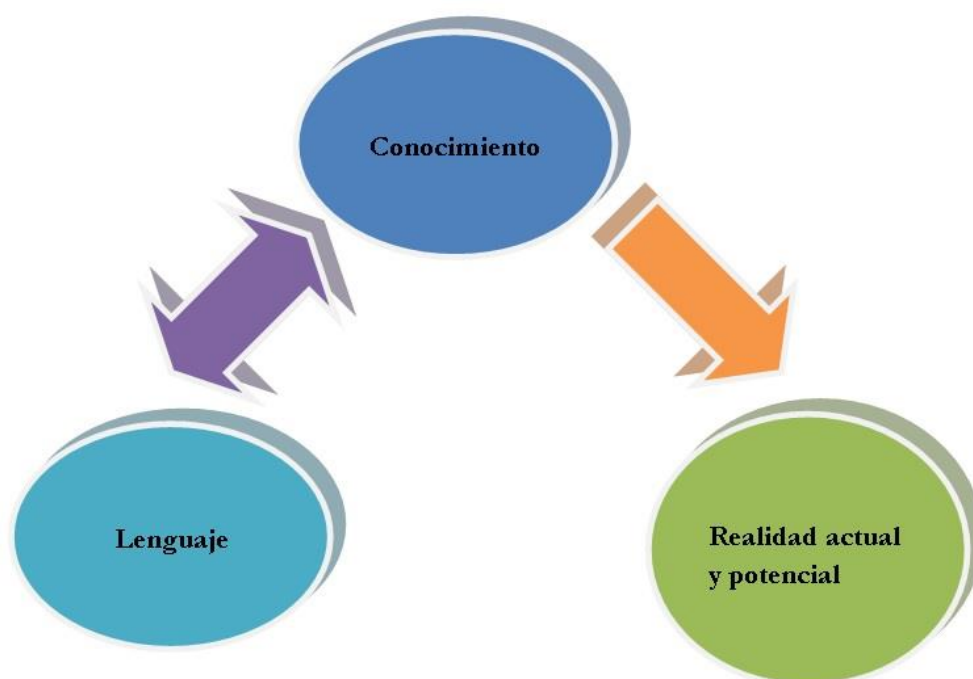 Conocimiento
Lenguaje
Realidad actual
y potencial